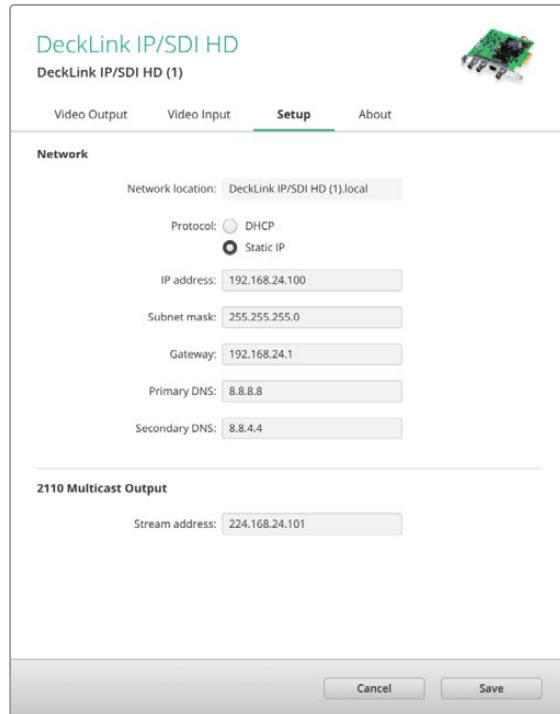 DeckLink IP/SDI HD
DeckLink IP/SDI HD (1)
Video Output Video Input Setup About
Network
Network location: DeckLink IP/SDI HD (1).local
Protocol: DHCP
Static IP
IP address: 192.168.24.100
Subnet mask: 255.255.255.0
Gateway: 192.168.24.1
Primary DNS: 8.8.8.8
Secondary DNS: 8.8.4.4
2110 Multicast Output
Stream address: 224.168.24.101
Cancel Save